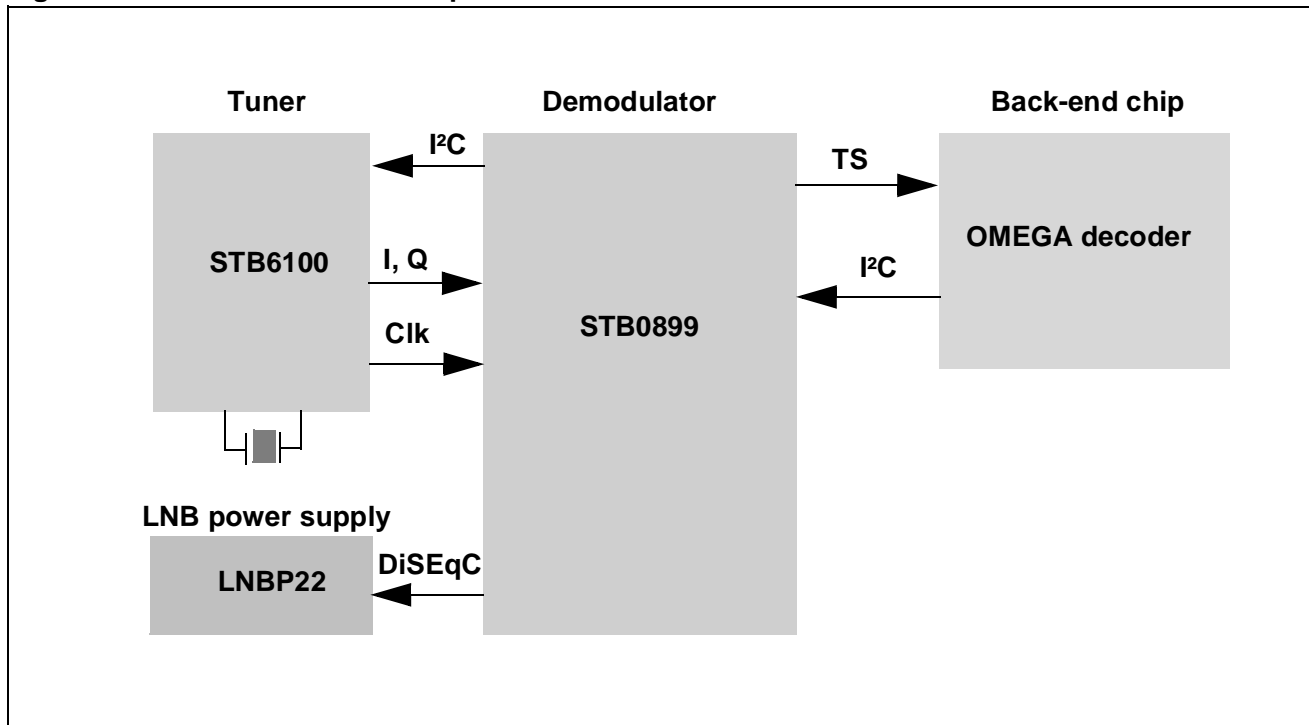 Tuner
Demodulator
Back-end chip
I²C
TS
STB6100
OMEGA decoder
I, Q
I²C
STB0899
Clk
LNB power supply
LNBP22
DiSEqC